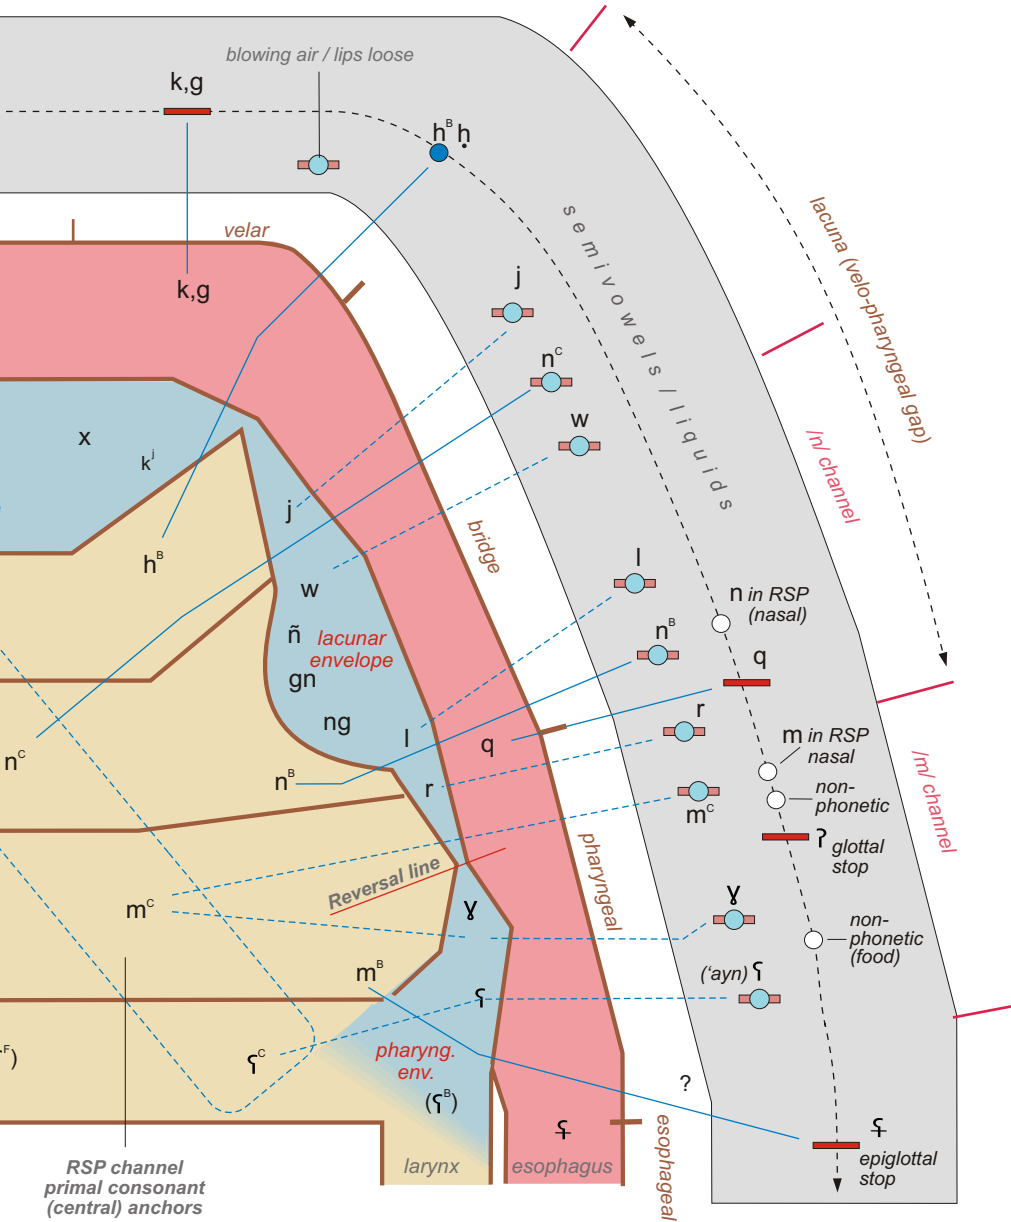 blowing air / lips loose
k,g
hᴮ ḥ
velar
k,g
semivowels / liquids
lacuna (velo-pharyngeal gap)
j
nᶜ
w
x
kʲ
j
hᴮ
bridge
/n/ channel
w
l
n in RSP
(nasal)
ñ
lacunar
envelope
nᴮ
q
gn
ng
l
q
r
m in RSP
nasal
nᶜ
nᴮ
r
non-
phonetic
mᶜ
/m/ channel
ʔ glottal
stop
pharyngeal
Reversal line
mᶜ
ɣ
ɣ
non-
phonetic
(food)
mᴮ
(‘ayn) ʕ
ʕ
ꟳ)
ʕᶜ
pharyng.
env.
(ʕᴮ)
?
esophageal
ʢ
ʢ
epiglottal
stop
larynx
esophagus
RSP channel
primal consonant
(central) anchors